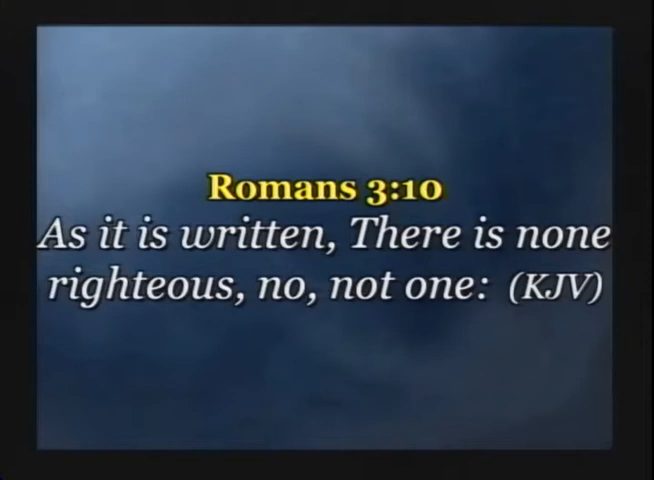 Romans 3:10
As it is written, There is none
righteous, no, not one: (KJV)